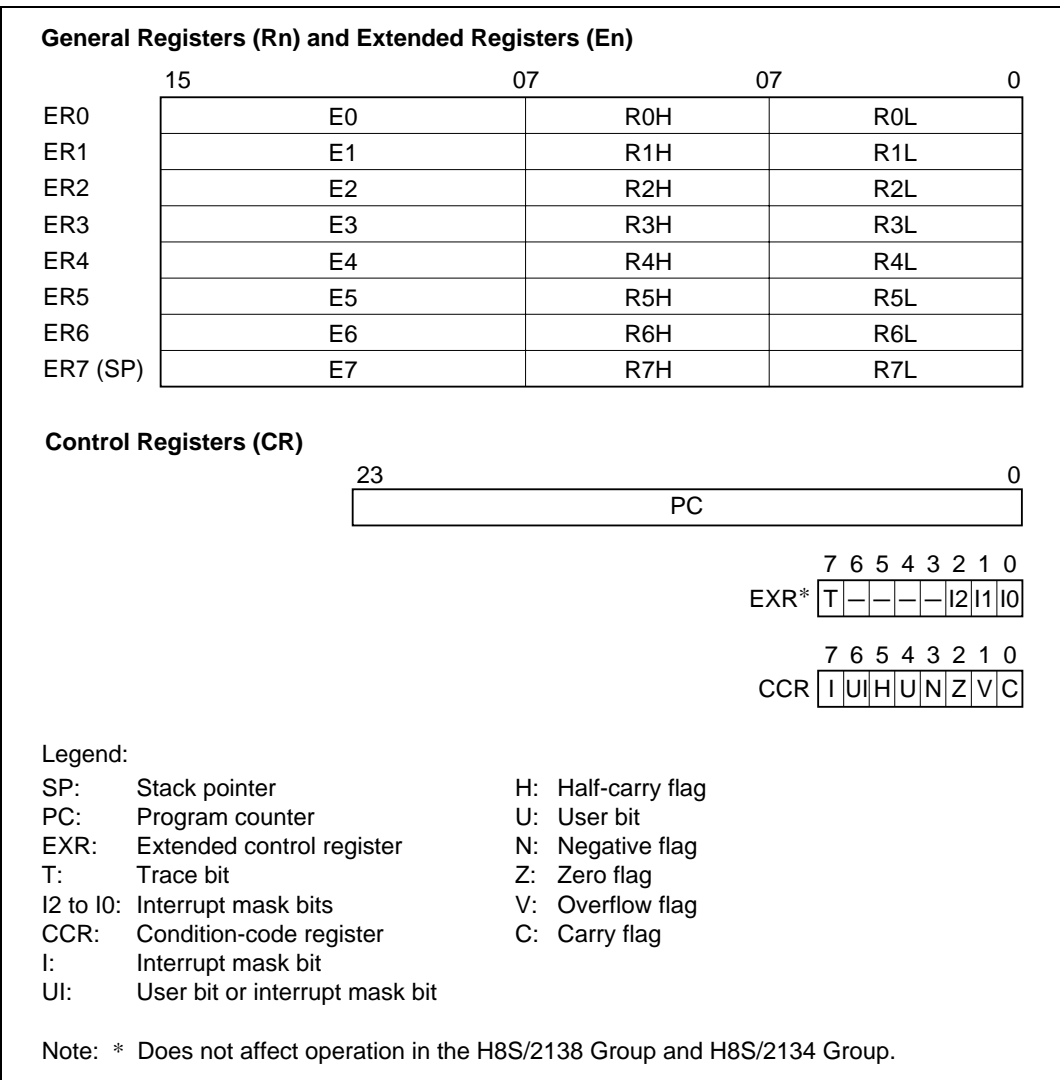 General Registers (Rn) and Extended Registers (En)
15 07 07 0
ER0 E0 R0H R0L
ER1 E1 R1H R1L
ER2 E2 R2H R2L
ER3 E3 R3H R3L
ER4 E4 R4H R4L
ER5 E5 R5H R5L
ER6 E6 R6H R6L
ER7 (SP) E7 R7H R7L
Control Registers (CR)
23 0
PC
7 6 5 4 3 2 1 0
EXR* T — — — — I2 I1 I0
7 6 5 4 3 2 1 0
CCR I UI H U N Z V C
Legend:
SP: Stack pointer
PC: Program counter
EXR: Extended control register
T: Trace bit
I2 to I0: Interrupt mask bits
CCR: Condition-code register
I: Interrupt mask bit
UI: User bit or interrupt mask bit
H: Half-carry flag
U: User bit
N: Negative flag
Z: Zero flag
V: Overflow flag
C: Carry flag
Note: * Does not affect operation in the H8S/2138 Group and H8S/2134 Group.